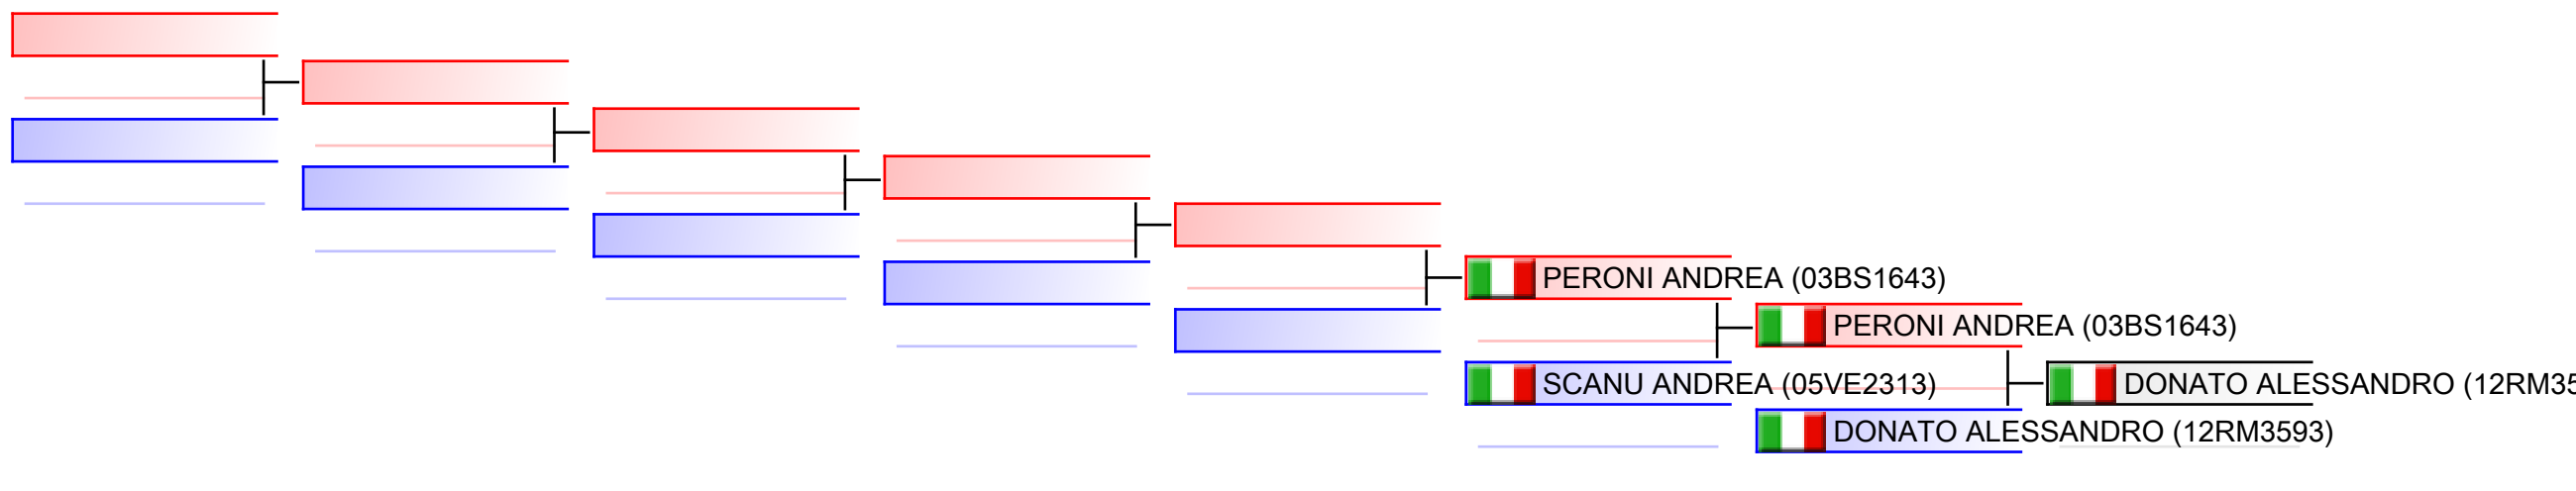 PERONI ANDREA (03BS1643)
PERONI ANDREA (03BS1643)
SCANU ANDREA (05VE2313)
DONATO ALESSANDRO (12RM35
DONATO ALESSANDRO (12RM3593)